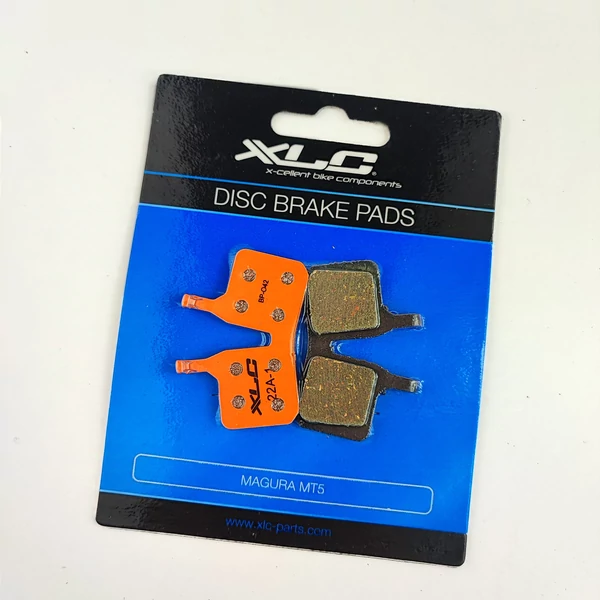 XLC®
x-cellent bike components
DISC BRAKE PADS
BP-O42
XLC
22A-1
MAGURA MT5
www.xlc-parts.com